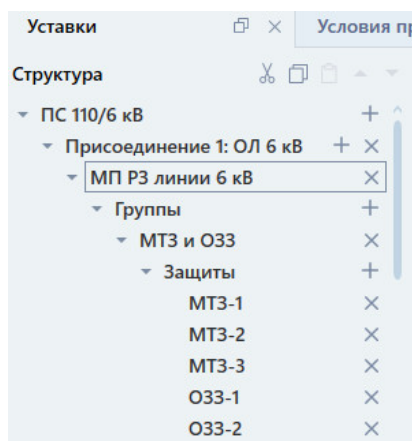 Уставки Условия пр
Структура
ПС 110/6 кВ
Присоединение 1: ОЛ 6 кВ
МП РЗ линии 6 кВ
Группы
МТЗ и ОЗЗ
Защиты
МТЗ-1
МТЗ-2
МТЗ-3
ОЗЗ-1
ОЗЗ-2